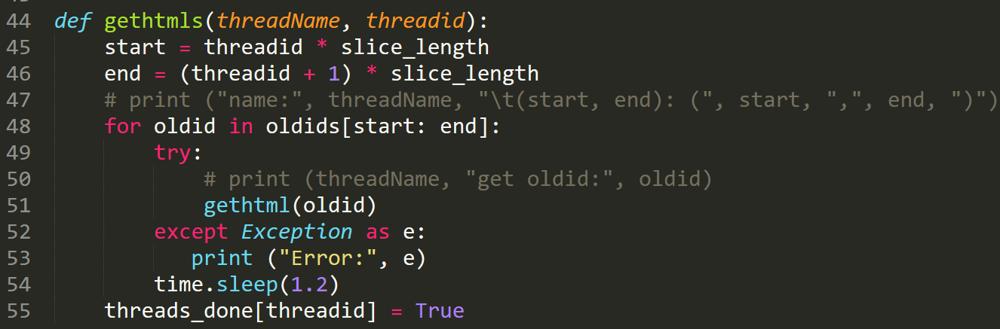 44 def gethtmls(threadName, threadid):
45     start = threadid * slice_length
46     end = (threadid + 1) * slice_length
47     # print ("name:", threadName, "\t(start, end): (", start, ",", end, ")")
48     for oldid in oldids[start: end]:
49         try:
50             # print (threadName, "get oldid:", oldid)
51             gethtml(oldid)
52         except Exception as e:
53            print ("Error:", e)
54         time.sleep(1.2)
55     threads_done[threadid] = True